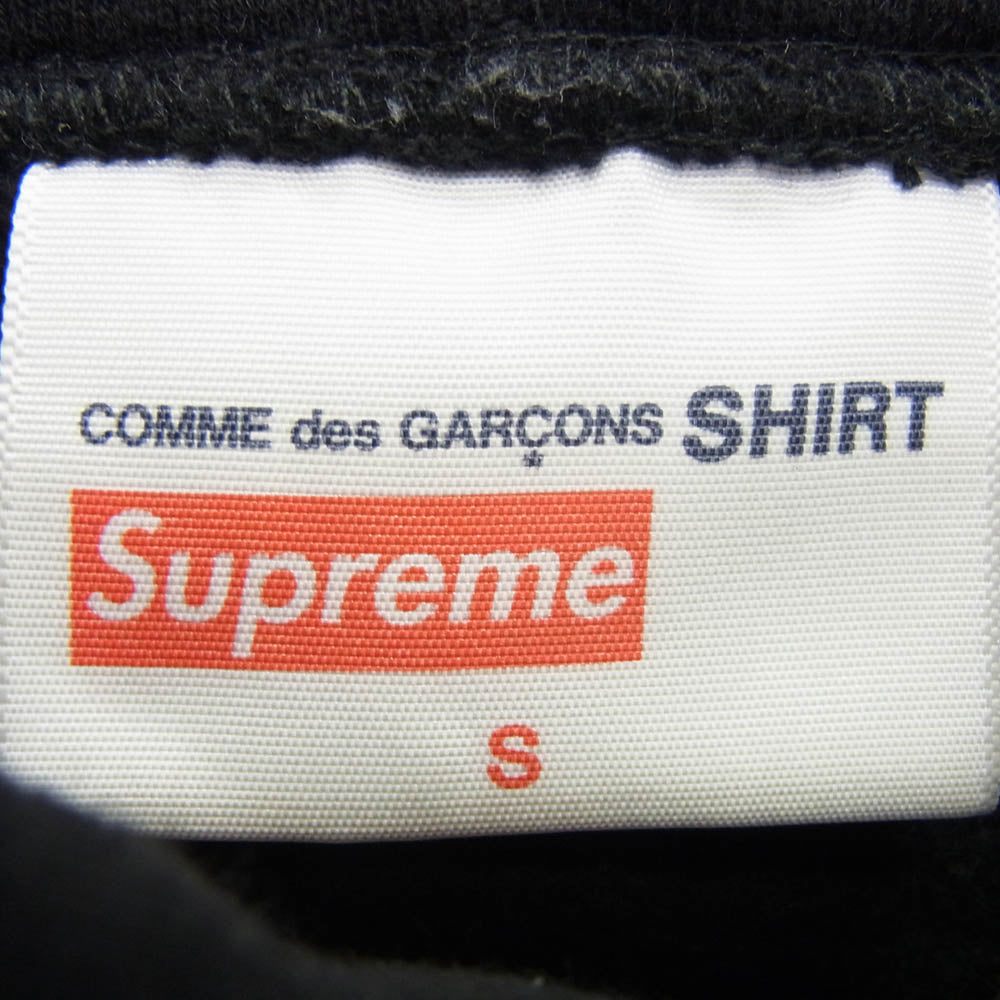 COMME des GARÇONS SHIRT
*
Supreme
S